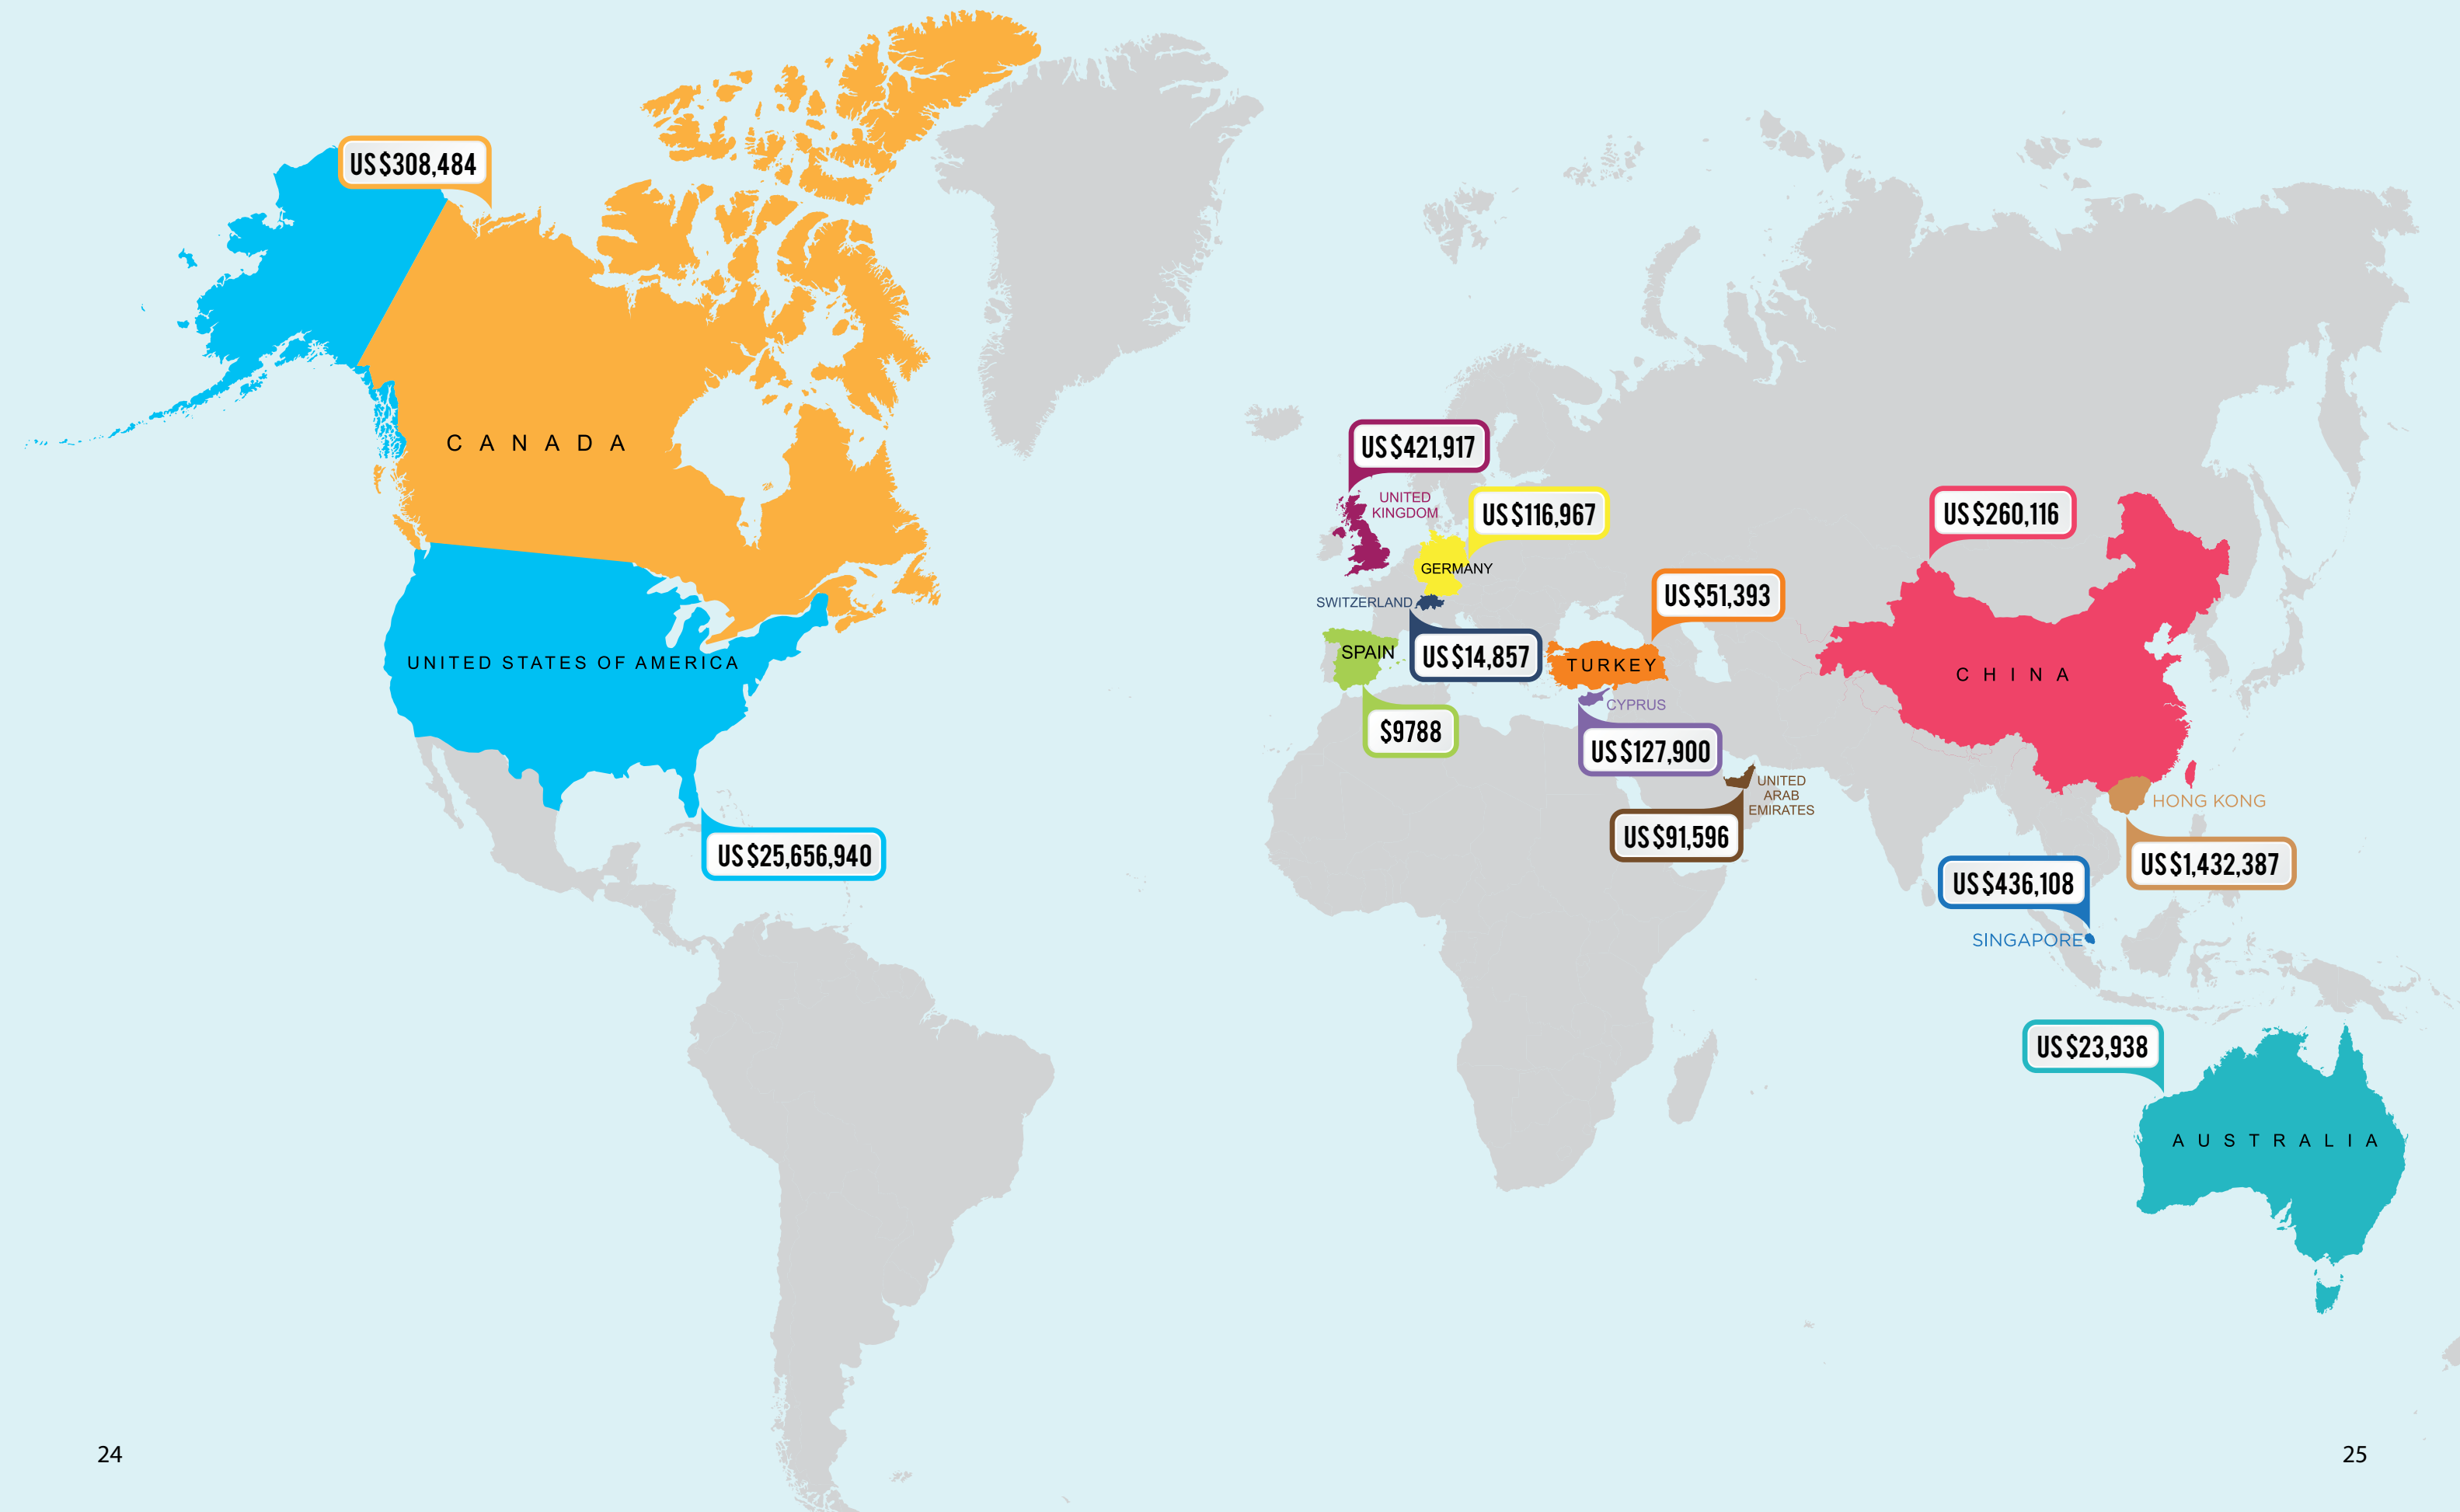 US $308,484
CANADA
UNITED STATES OF AMERICA
US $25,656,940
US $421,917
UNITED
KINGDOM
US $116,967
GERMANY
SWITZERLAND
US $14,857
SPAIN
$9788
US $51,393
TURKEY
CYPRUS
US $127,900
UNITED
ARAB
EMIRATES
US $91,596
US $260,116
CHINA
HONG KONG
US $1,432,387
US $436,108
SINGAPORE
US $23,938
AUSTRALIA
24
25